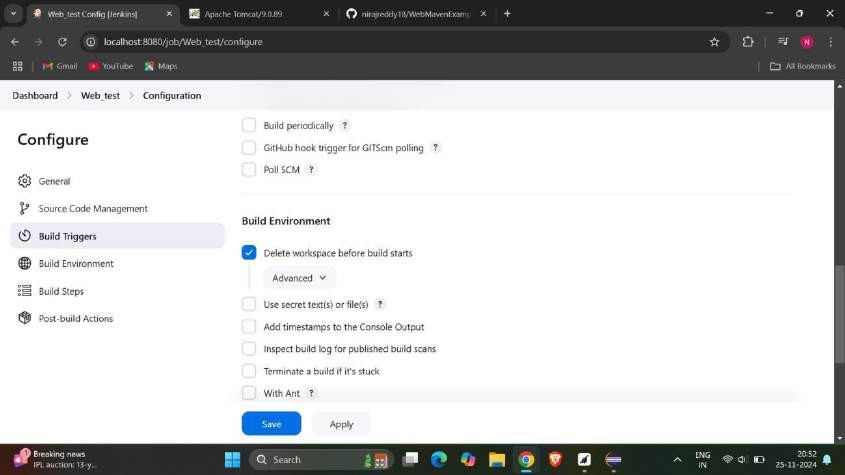 Web_test Config [Jenkins]
Apache Tomcat/9.0.89
nirajreddy18/WebMavenExamp
localhost:8080/job/Web_test/configure
N
Gmail
YouTube
Maps
All Bookmarks
Dashboard
Web_test
Configuration
Configure
General
Source Code Management
Build Triggers
Build Environment
Build Steps
Post-build Actions
Build periodically ?
GitHub hook trigger for GITScm polling ?
Poll SCM ?
Build Environment
Delete workspace before build starts
Advanced
Use secret text(s) or file(s) ?
Add timestamps to the Console Output
Inspect build log for published build scans
Terminate a build if it's stuck
With Ant ?
Save
Apply
Breaking news
IPL auction: 13-y...
Search
ENG
IN
20:52
25-11-2024